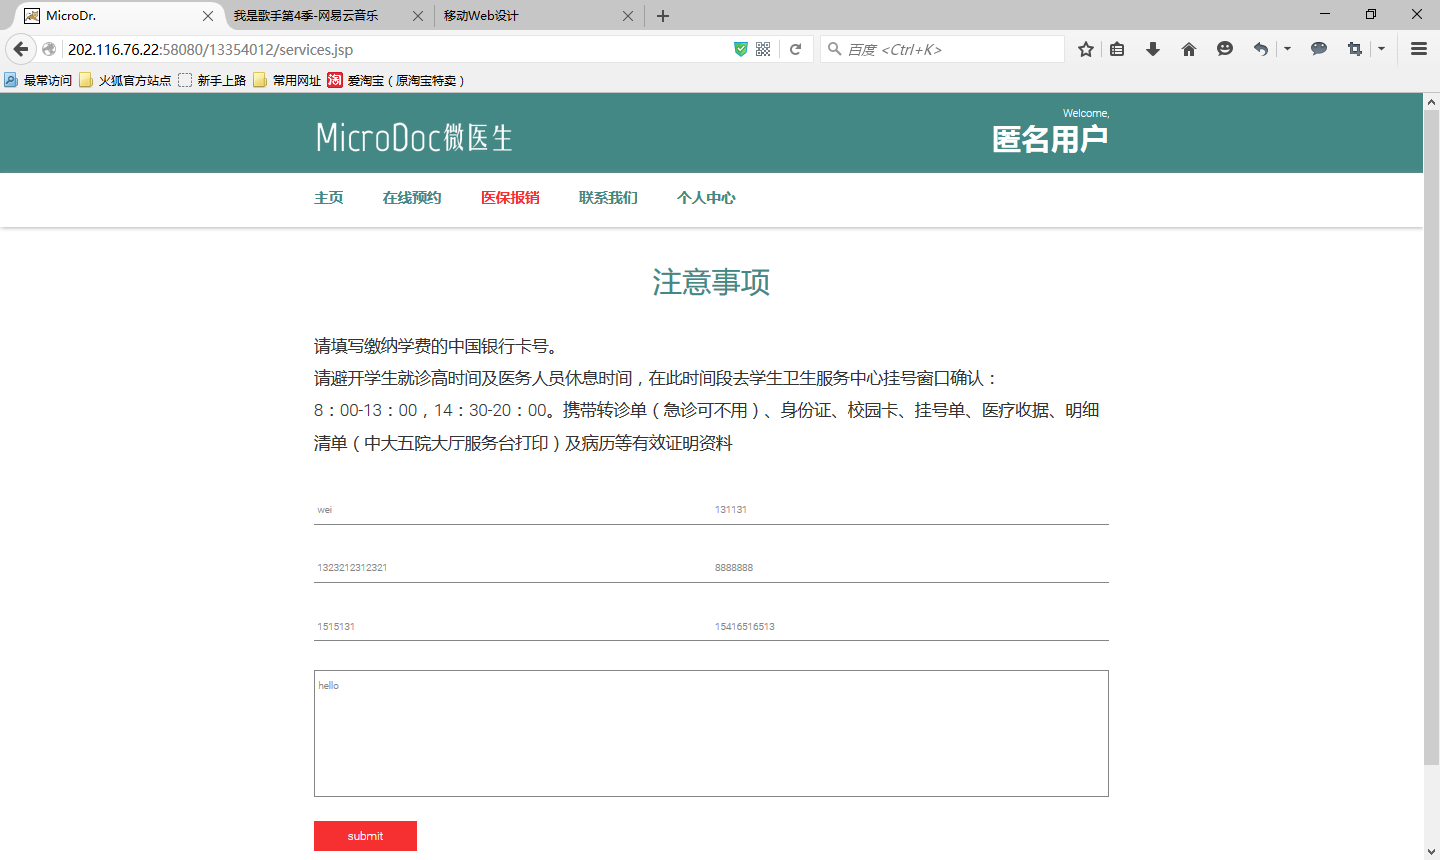 MicroDr.
我是歌手第4季-网易云音乐
移动Web设计
202.116.76.22:58080/13354012/services.jsp
百度 <Ctrl+K>
最常访问
火狐官方站点
新手上路
常用网址
淘 爱淘宝（原淘宝特卖）
MicroDoc微医生
Welcome,
匿名用户
主页 在线预约 医保报销 联系我们 个人中心
注意事项
请填写缴纳学费的中国银行卡号。
请避开学生就诊高时间及医务人员休息时间，在此时间段去学生卫生服务中心挂号窗口确认：
8：00-13：00，14：30-20：00。携带转诊单（急诊可不用）、身份证、校园卡、挂号单、医疗收据、明细
清单（中大五院大厅服务台打印）及病历等有效证明资料
wei 131131
1323212312321 8888888
1515131 15416516513
hello
submit